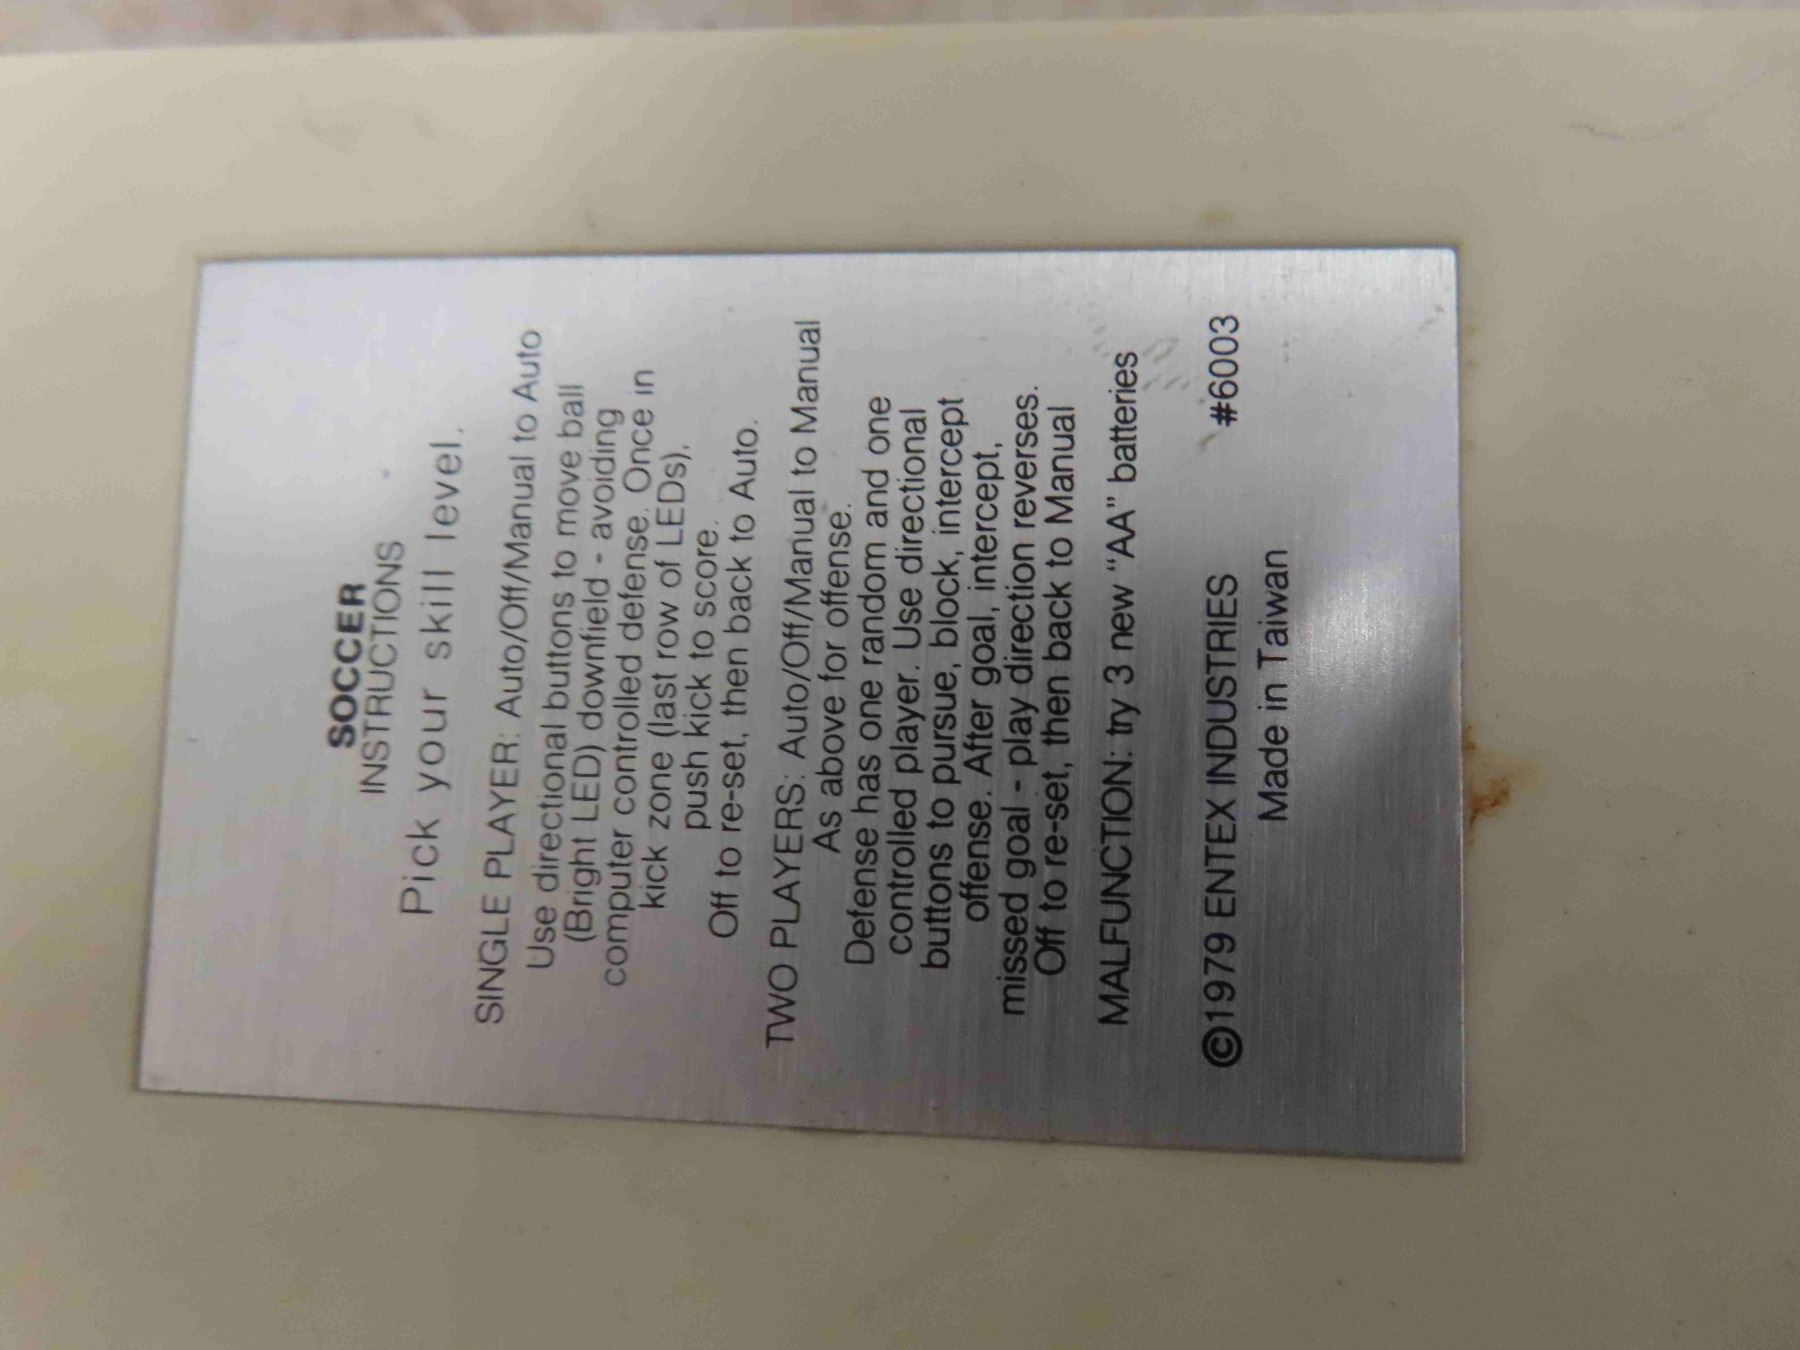 SOCCER
INSTRUCTIONS
Pick your skill level.
SINGLE PLAYER: Auto/Off/Manual to Auto
Use directional buttons to move ball
(Bright LED) downfield - avoiding
computer controlled defense. Once in
kick zone (last row of LEDs),
push kick to score.
Off to re-set, then back to Auto.
TWO PLAYERS: Auto/Off/Manual to Manual
As above for offense.
Defense has one random and one
controlled player. Use directional
buttons to pursue, block, intercept
offense. After goal, intercept,
missed goal - play direction reverses.
Off to re-set, then back to Manual
MALFUNCTION: try 3 new "AA" batteries
©1979 ENTEX INDUSTRIES #6003
Made in Taiwan